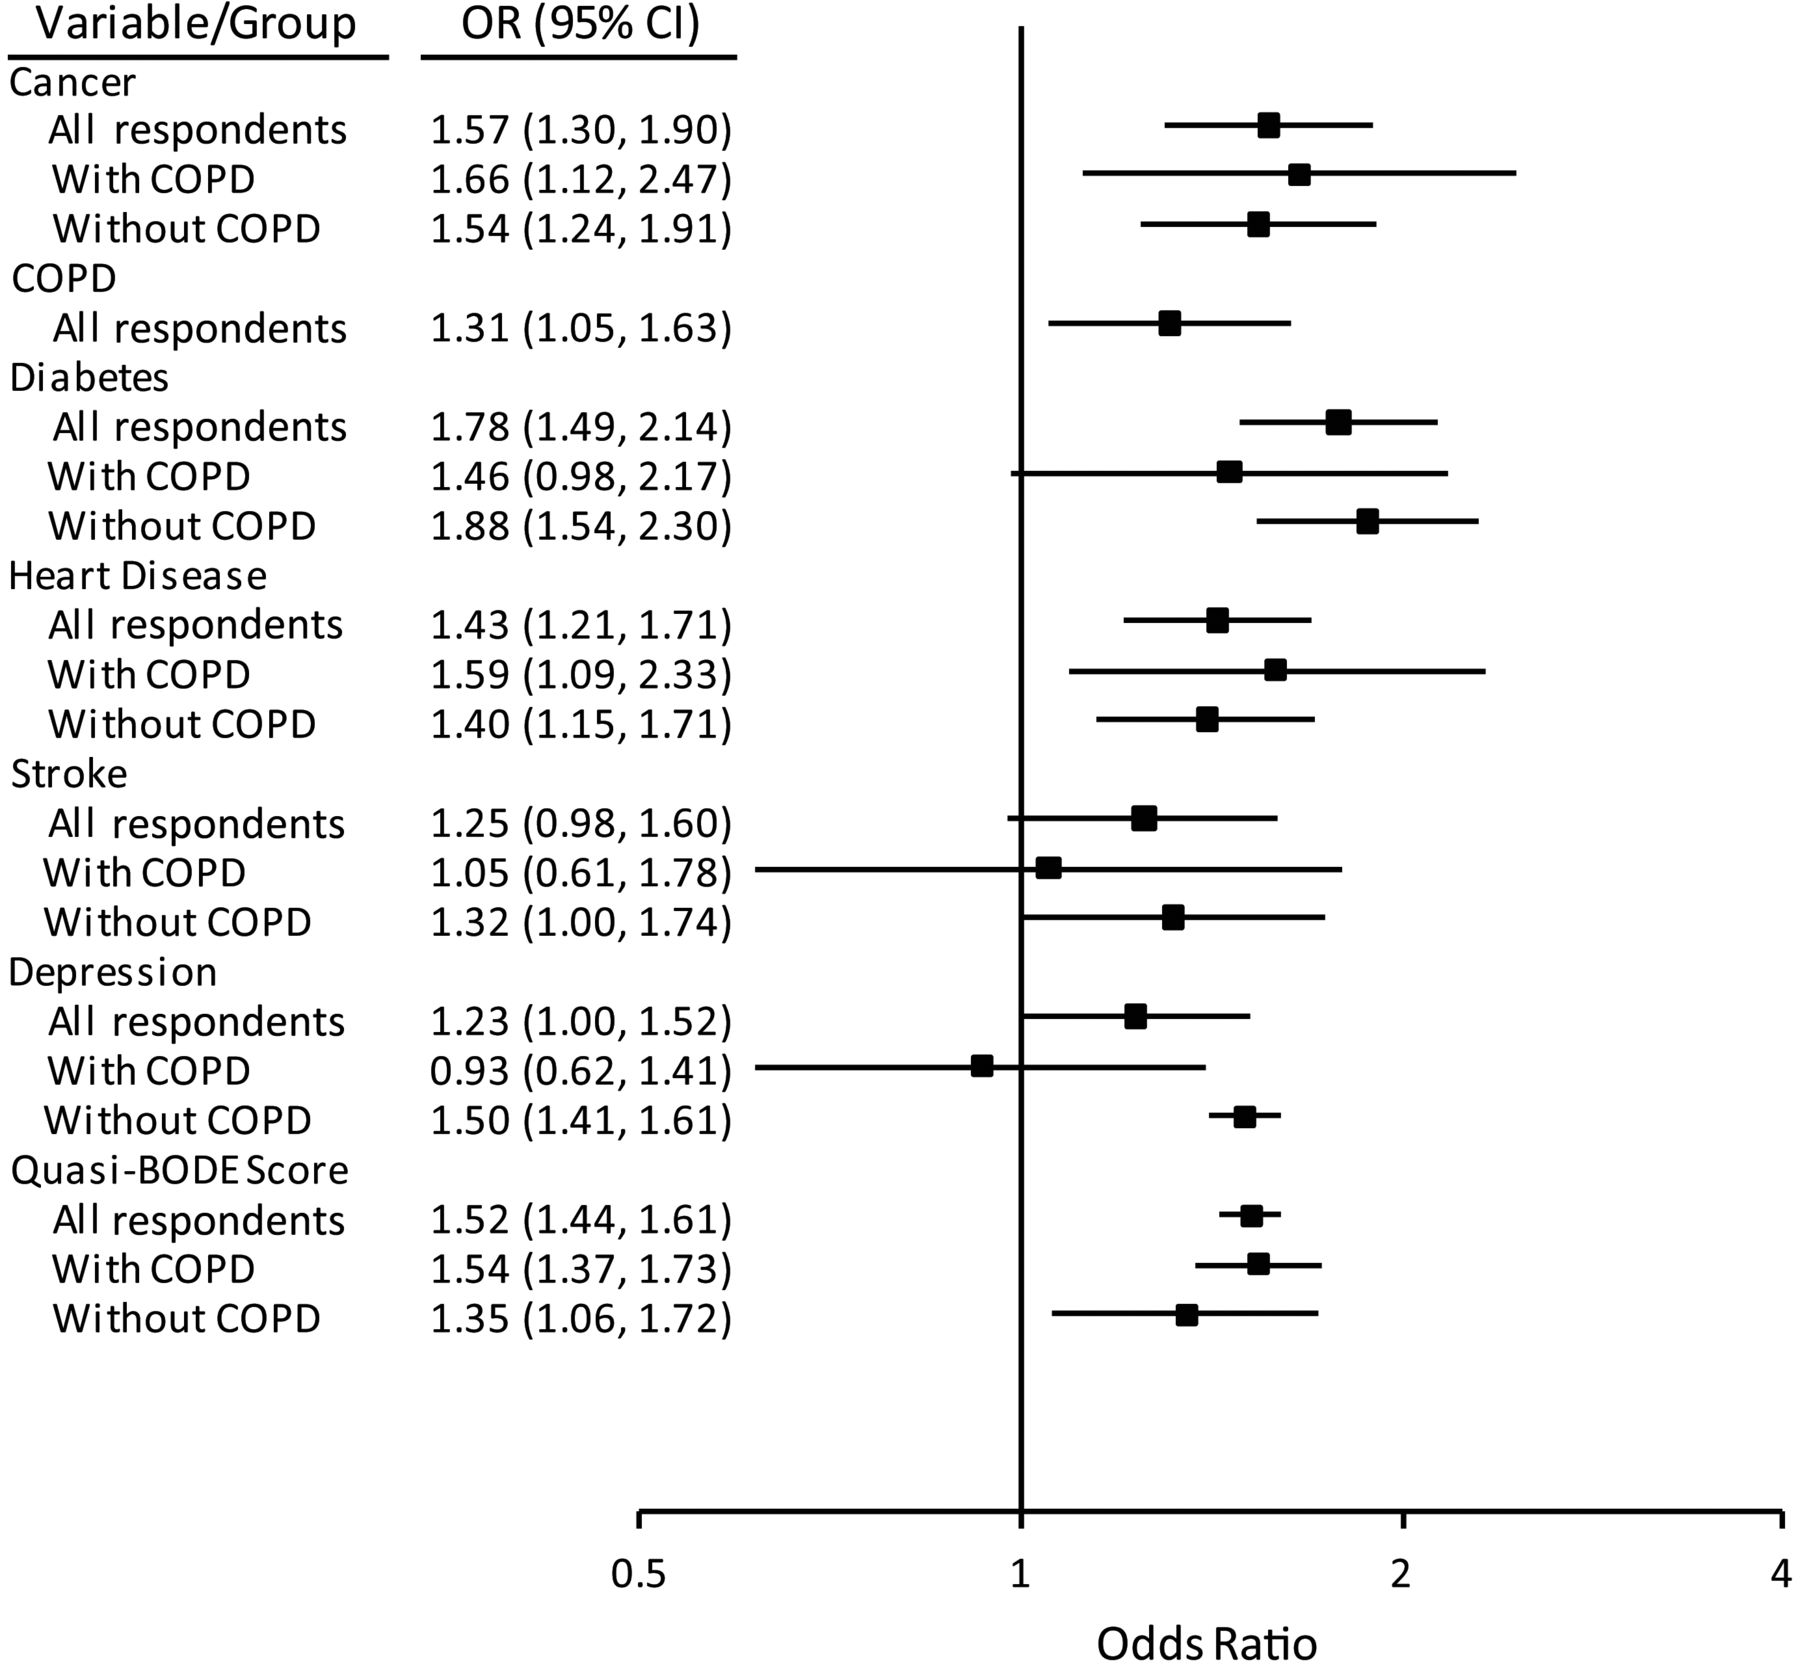 Variable/Group OR (95% CI)
Cancer
All respondents 1.57 (1.30, 1.90)
With COPD 1.66 (1.12, 2.47)
Without COPD 1.54 (1.24, 1.91)
COPD
All respondents 1.31 (1.05, 1.63)
Diabetes
All respondents 1.78 (1.49, 2.14)
With COPD 1.46 (0.98, 2.17)
Without COPD 1.88 (1.54, 2.30)
Heart Disease
All respondents 1.43 (1.21, 1.71)
With COPD 1.59 (1.09, 2.33)
Without COPD 1.40 (1.15, 1.71)
Stroke
All respondents 1.25 (0.98, 1.60)
With COPD 1.05 (0.61, 1.78)
Without COPD 1.32 (1.00, 1.74)
Depression
All respondents 1.23 (1.00, 1.52)
With COPD 0.93 (0.62, 1.41)
Without COPD 1.50 (1.41, 1.61)
Quasi-BODE Score
All respondents 1.52 (1.44, 1.61)
With COPD 1.54 (1.37, 1.73)
Without COPD 1.35 (1.06, 1.72)
0.5 1 2 4
Odds Ratio